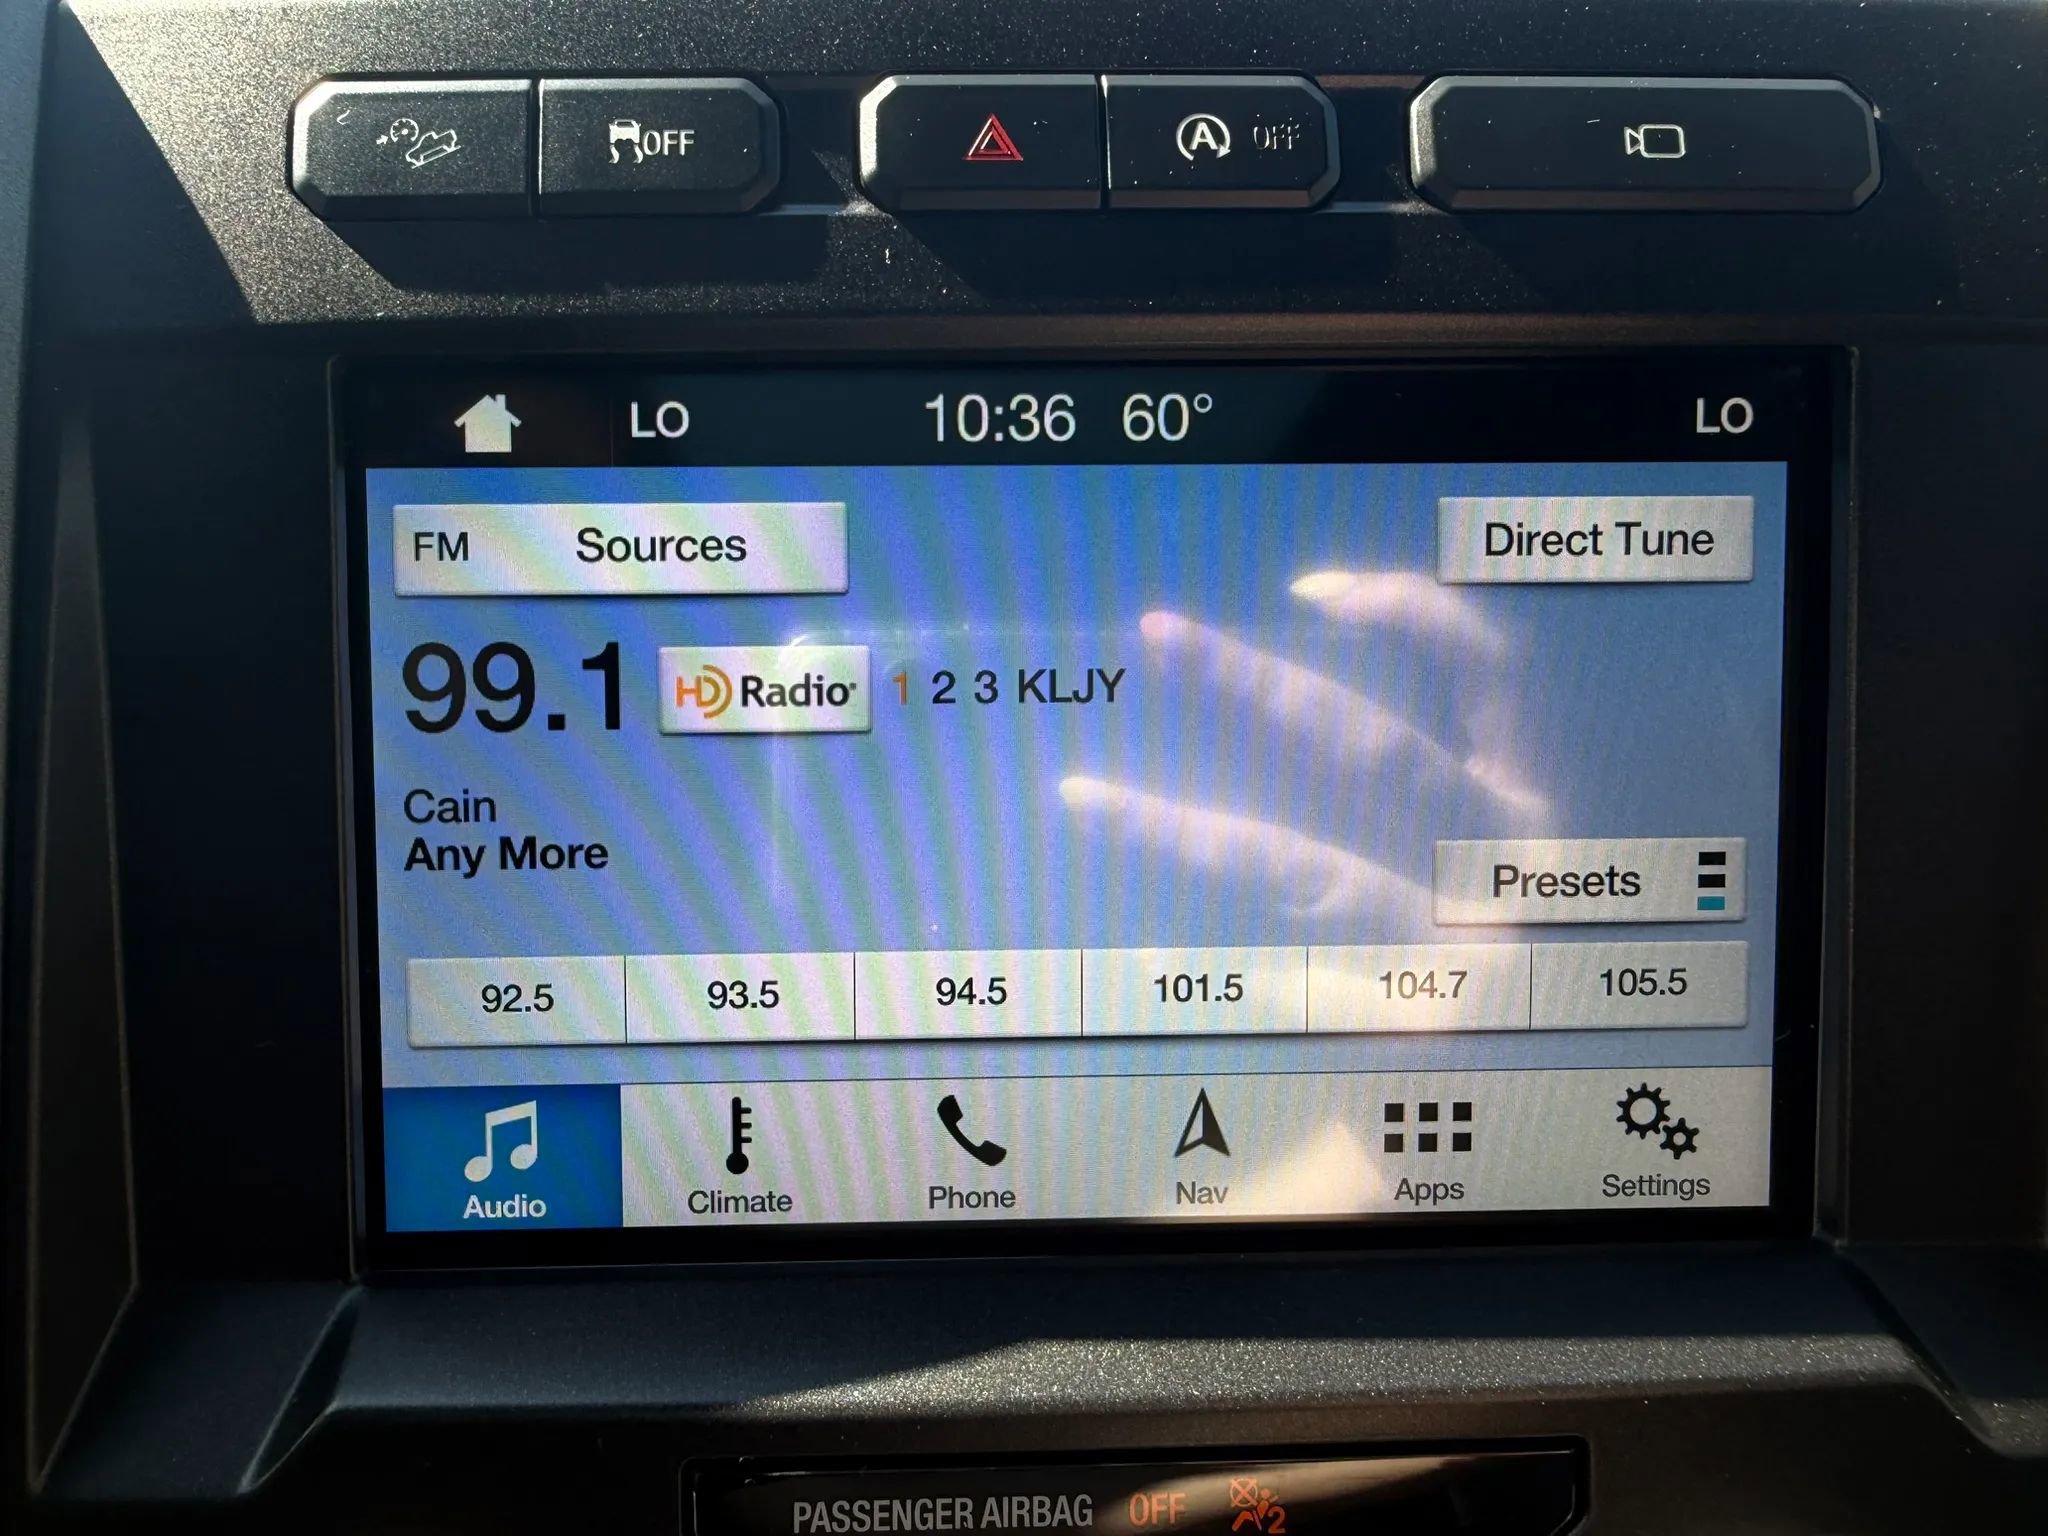 OFF
A OFF
LO 10:36 60° LO
FM Sources
Direct Tune
99.1 HD Radio 1 2 3 KLJY
Cain
Any More
Presets
92.5 93.5 94.5 101.5 104.7 105.5
Audio Climate Phone Nav Apps Settings
PASSENGER AIRBAG OFF 2